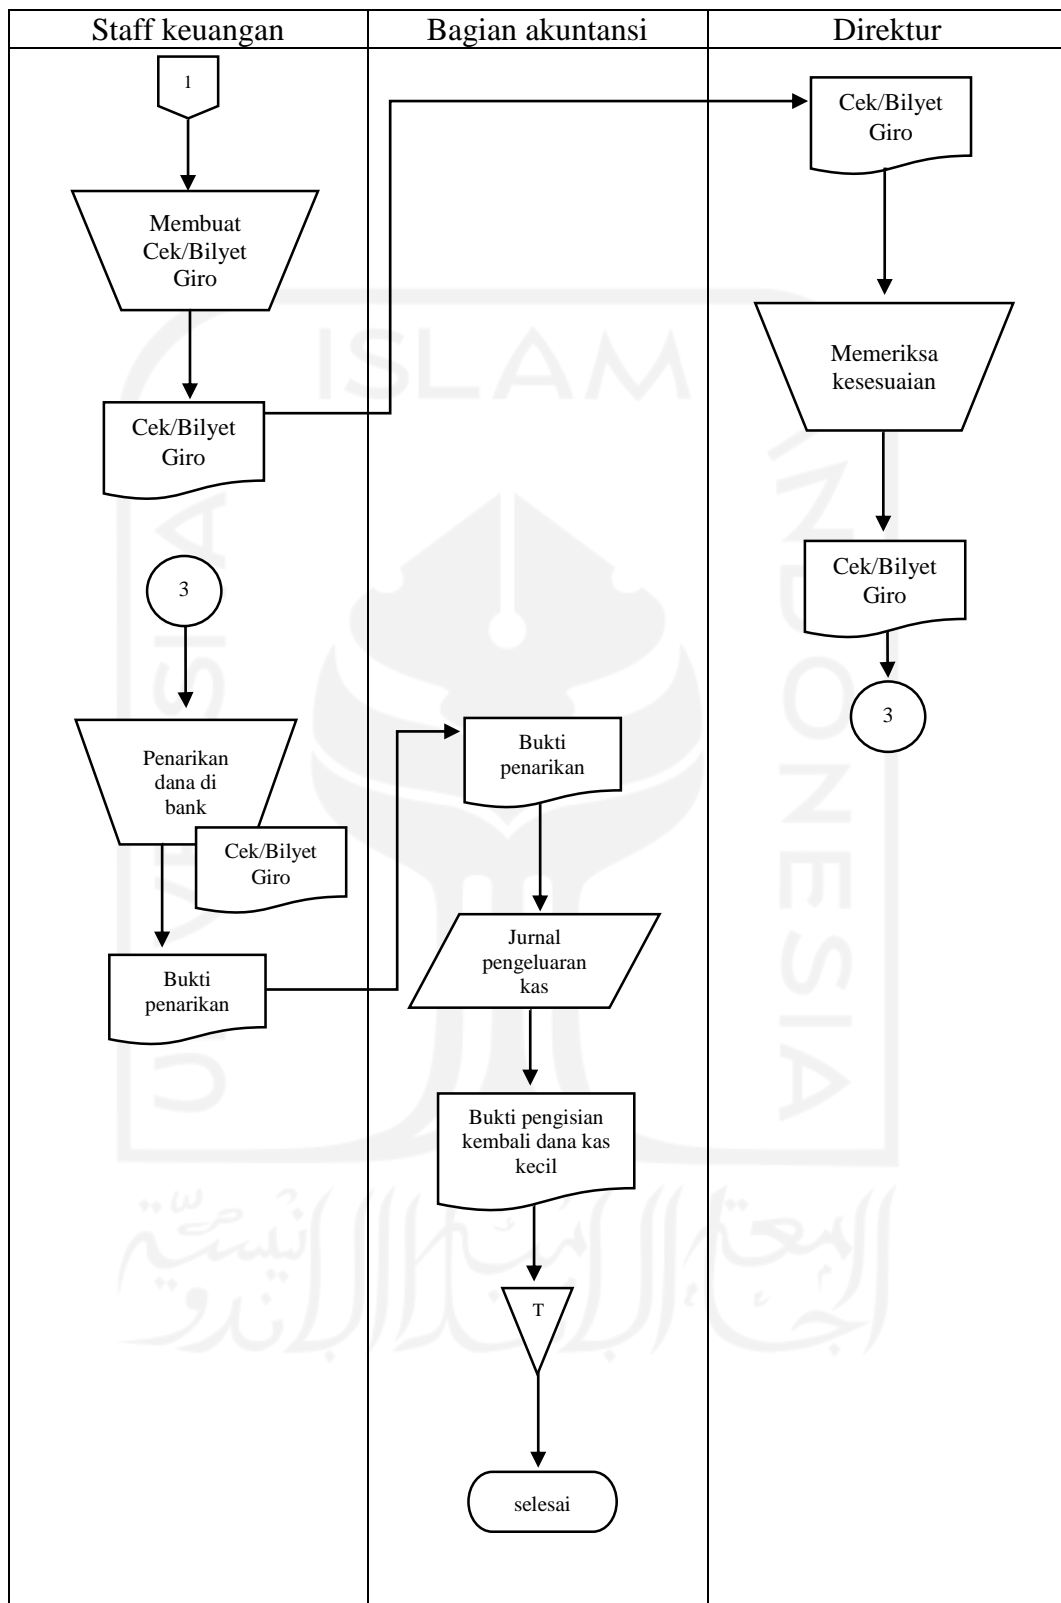 Staff keuangan
Bagian akuntansi
Direktur
1
Membuat
Cek/Bilyet
Giro
Cek/Bilyet
Giro
Cek/Bilyet
Giro
Memeriksa
kesesuaian
Cek/Bilyet
Giro
3
3
Penarikan
dana di
bank
Cek/Bilyet
Giro
Bukti
penarikan
Bukti
penarikan
Jurnal
pengeluaran
kas
Bukti pengisian
kembali dana kas
kecil
T
selesai
ISLAM
INDONESIA